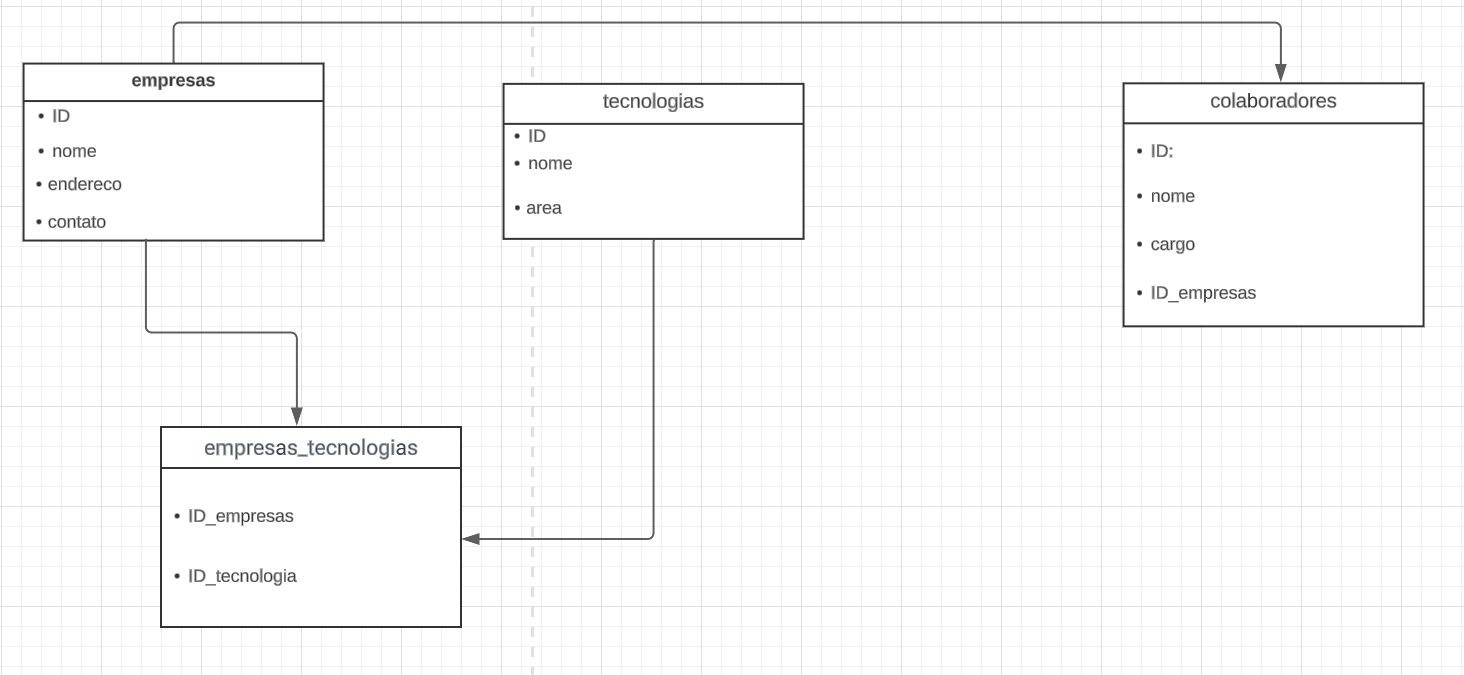 empresas
• ID
• nome
• endereco
• contato
tecnologias
• ID
• nome
• area
colaboradores
• ID:
• nome
• cargo
• ID_empresas
empresas_tecnologias
• ID_empresas
• ID_tecnologia